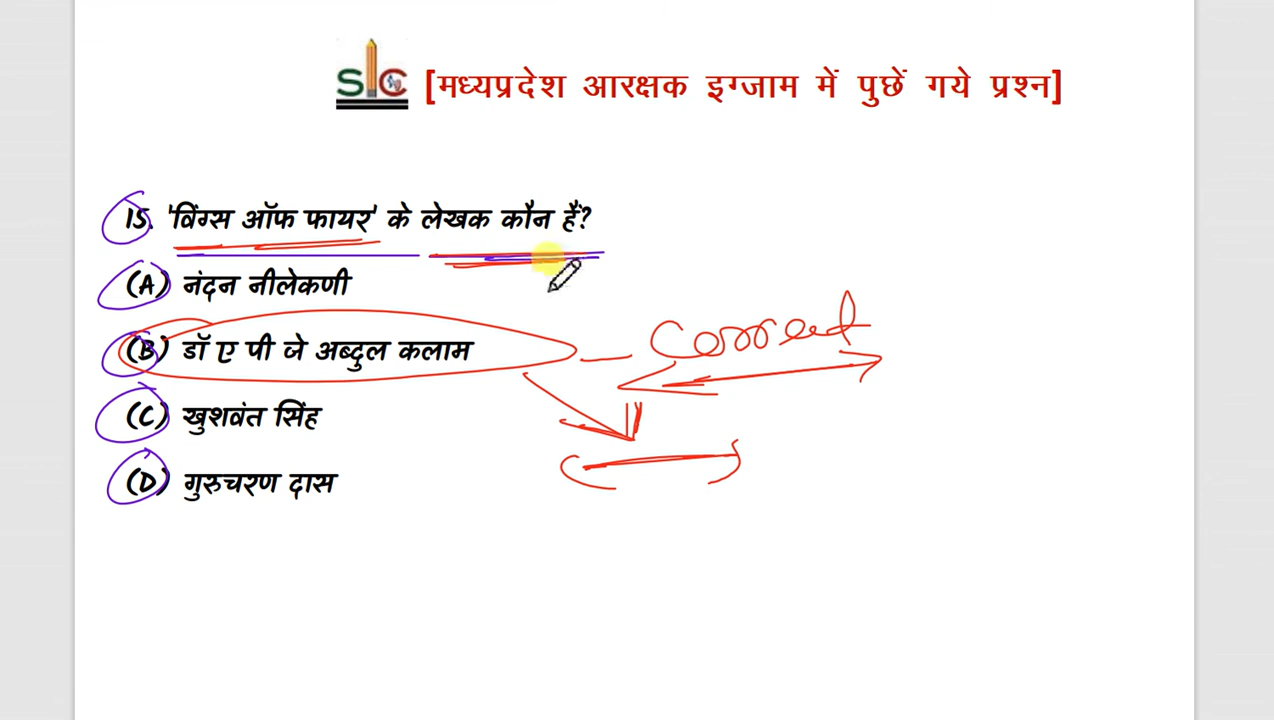 SIC [मध्यप्रदेश आरक्षक इग्जाम में पुछें गये प्रश्न]
15. 'विंग्स ऑफ फायर' के लेखक कौन हैं?
(A) नंदन नीलेकणी
(B) डॉ ए पी जे अब्दुल कलाम
Correct
(C) खुशवंत सिंह
(D) गुरुचरण दास